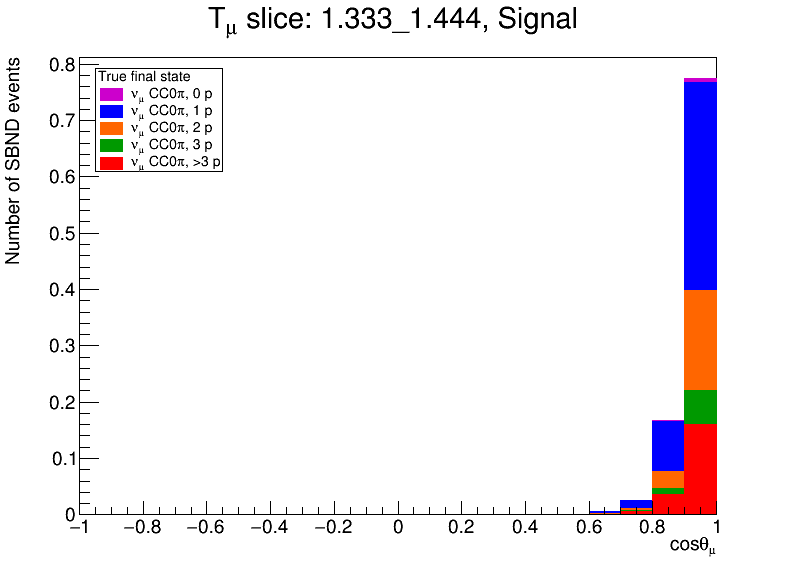 Tμ slice: 1.333_1.444, Signal
Number of SBND events
0.8
0.7
0.6
0.5
0.4
0.3
0.2
0.1
0
True final state
νμ CC0π, 0 p
νμ CC0π, 1 p
νμ CC0π, 2 p
νμ CC0π, 3 p
νμ CC0π, >3 p
−1 −0.8 −0.6 −0.4 −0.2 0 0.2 0.4 0.6 0.8 1
cosθμ